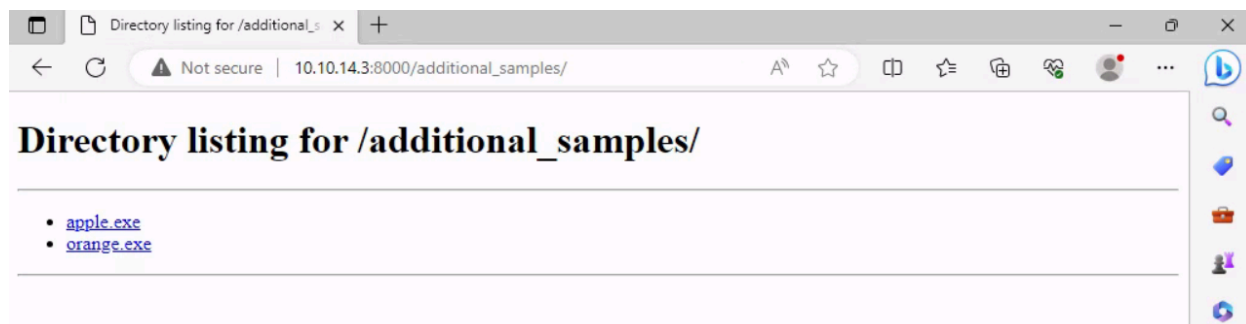 Directory listing for /additional_s
Not secure | 10.10.14.3:8000/additional_samples/
Directory listing for /additional_samples/
apple.exe
orange.exe